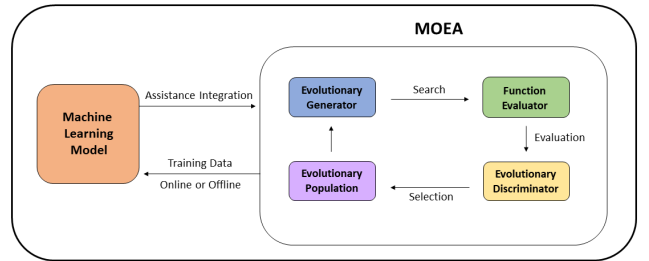 MOEA
Assistance Integration
Machine
Learning
Model
Training Data
Online or Offline
Evolutionary
Generator
Search
Function
Evaluator
Evaluation
Evolutionary
Population
Selection
Evolutionary
Discriminator